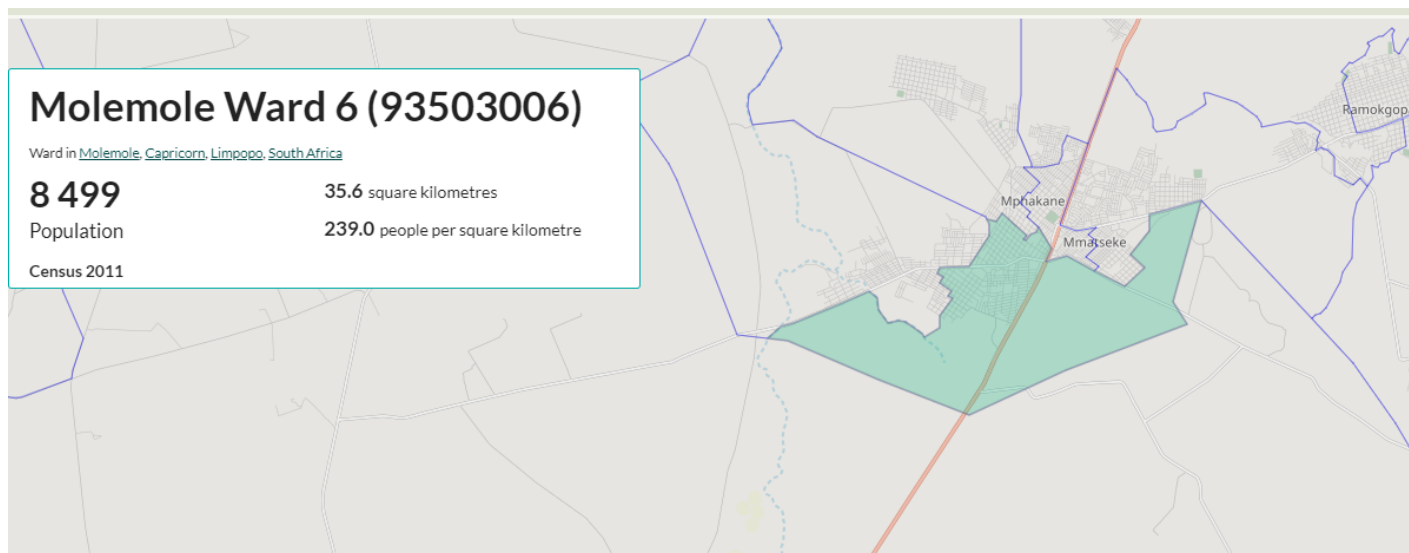 Molemole Ward 6 (93503006)
Ward in Molemole, Capricorn, Limpopo, South Africa
8 499
Population
35.6 square kilometres
239.0 people per square kilometre
Census 2011
Ramokgopa
Mphakane
Mmatseke